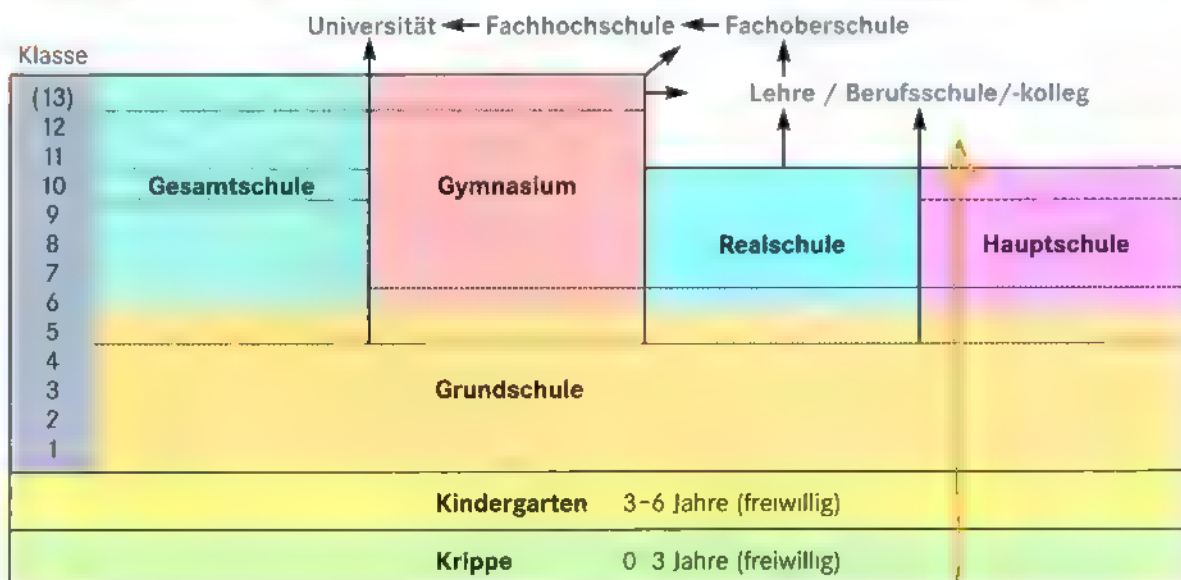 Universität ← Fachhochschule ← Fachoberschule
Klasse
(13)
Lehre / Berufsschule/-kolleg
12
11
10
Gesamtschule
Gymnasium
9
8
Realschule
Hauptschule
7
6
5
4
3
Grundschule
2
1
Kindergarten 3-6 Jahre (freiwillig)
Krippe 0 3 Jahre (freiwillig)